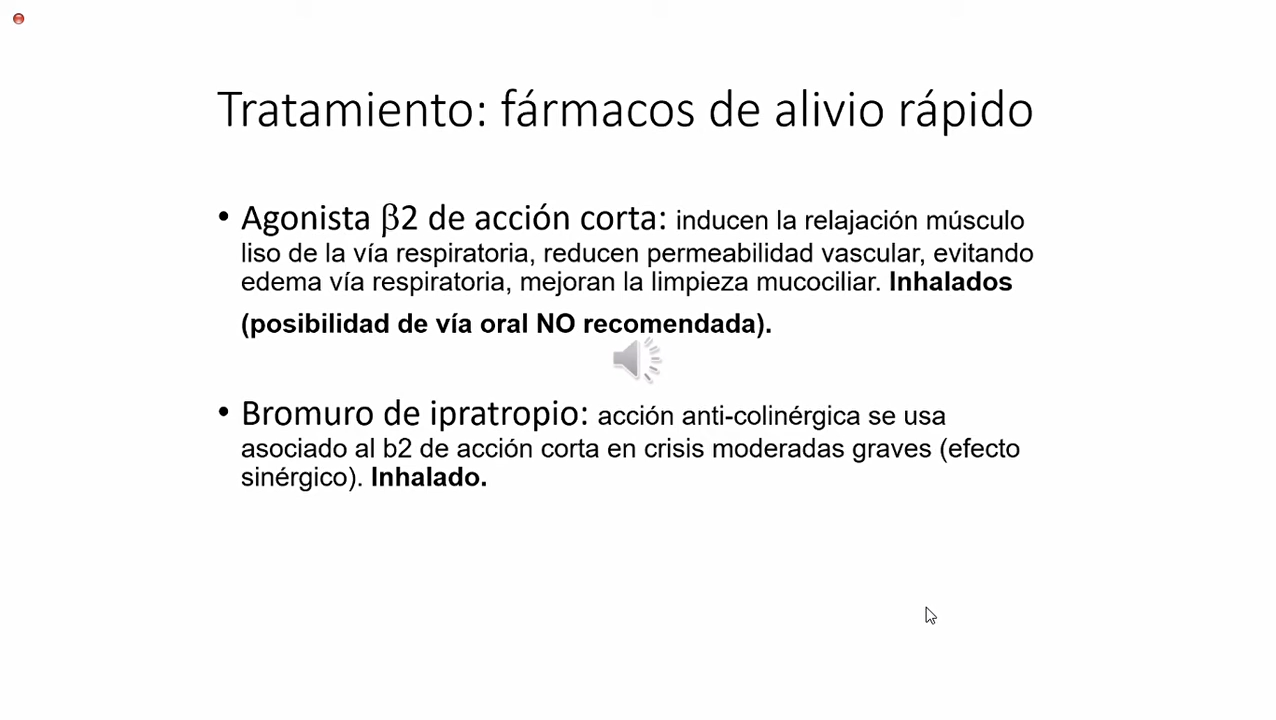 Tratamiento: fármacos de alivio rápido
• Agonista β2 de acción corta: inducen la relajación músculo
liso de la vía respiratoria, reducen permeabilidad vascular, evitando
edema vía respiratoria, mejoran la limpieza mucociliar. Inhalados
(posibilidad de vía oral NO recomendada).
• Bromuro de ipratropio: acción anti-colinérgica se usa
asociado al b2 de acción corta en crisis moderadas graves (efecto
sinérgico). Inhalado.